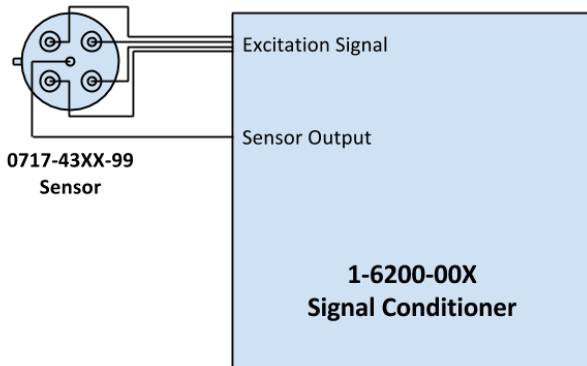 Excitation Signal
Sensor Output
0717-43XX-99
Sensor
1-6200-00X
Signal Conditioner